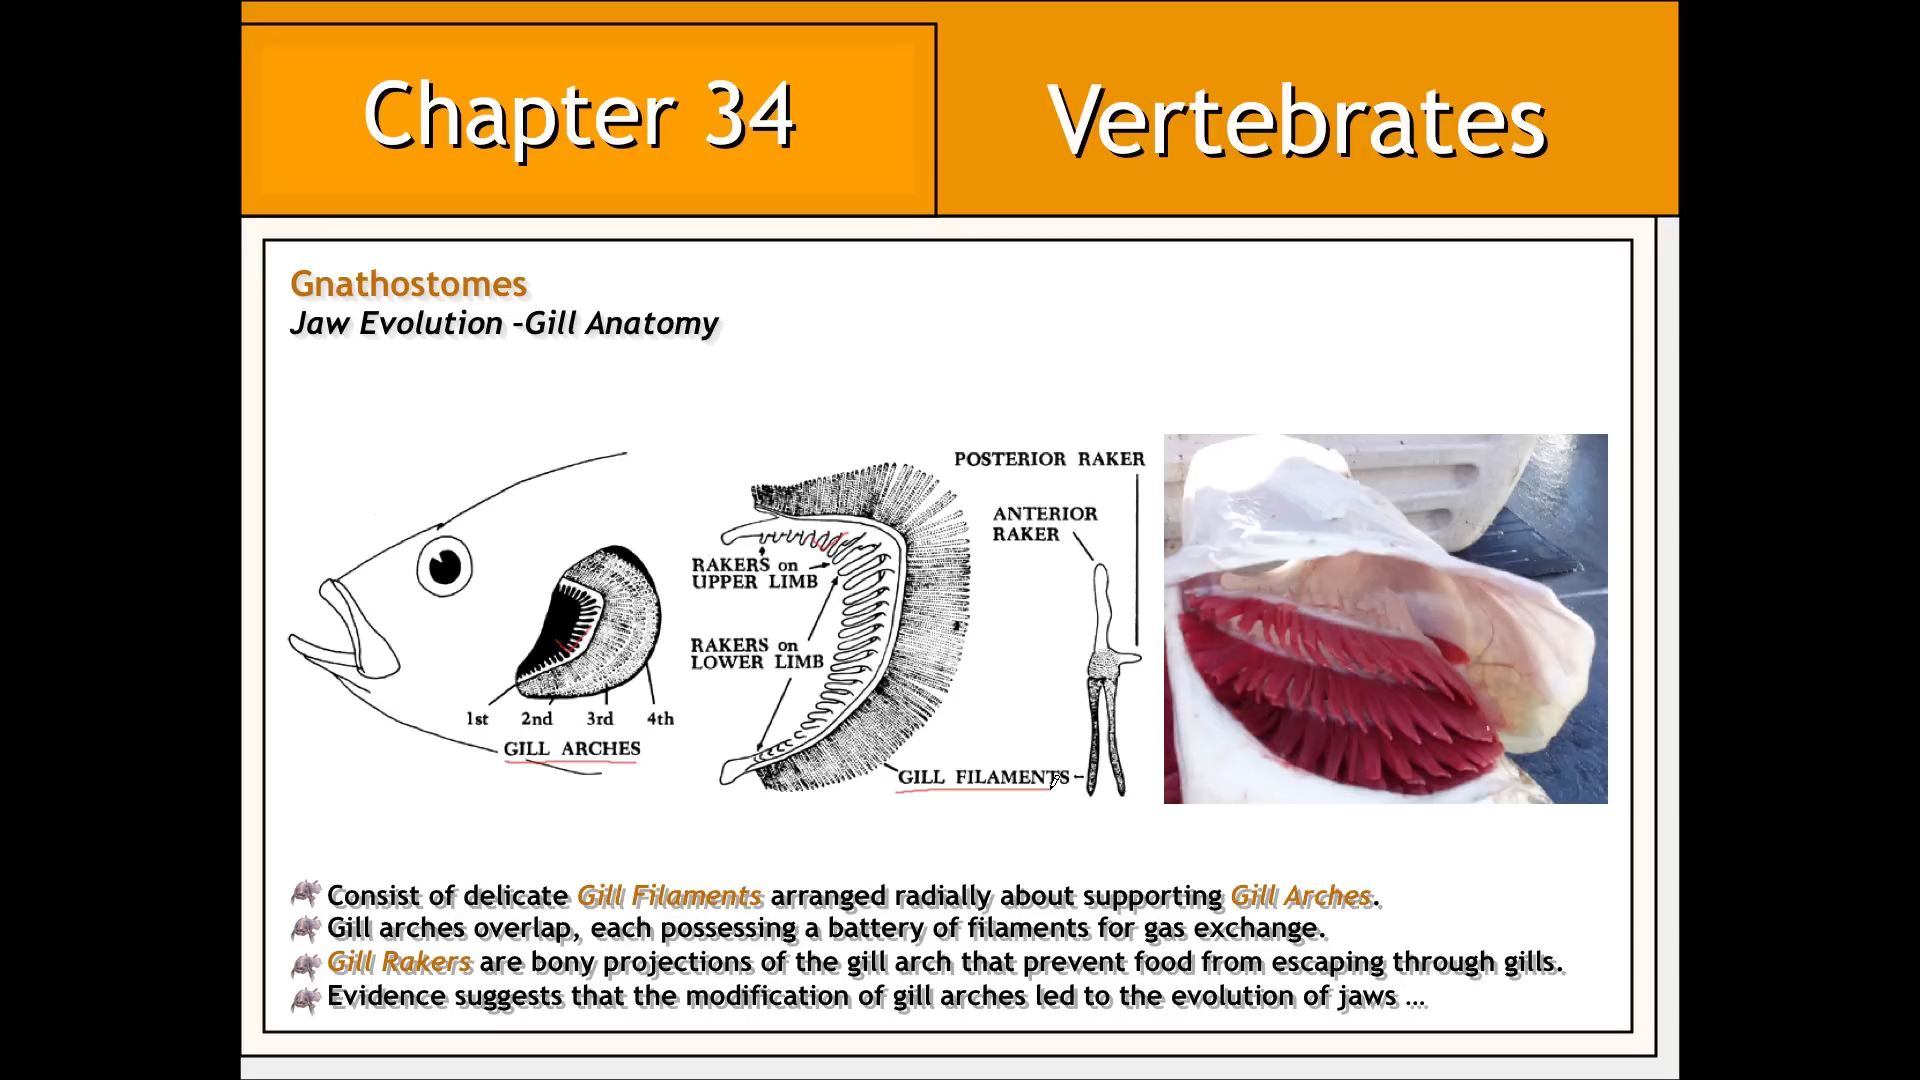 Chapter 34
Vertebrates
Gnathostomes
Jaw Evolution –Gill Anatomy
1st 2nd 3rd 4th
GILL ARCHES
RAKERS on
UPPER LIMB
RAKERS on
LOWER LIMB
GILL FILAMENTS
POSTERIOR RAKER
ANTERIOR
RAKER
Consist of delicate Gill Filaments arranged radially about supporting Gill Arches.
Gill arches overlap, each possessing a battery of filaments for gas exchange.
Gill Rakers are bony projections of the gill arch that prevent food from escaping through gills.
Evidence suggests that the modification of gill arches led to the evolution of jaws …